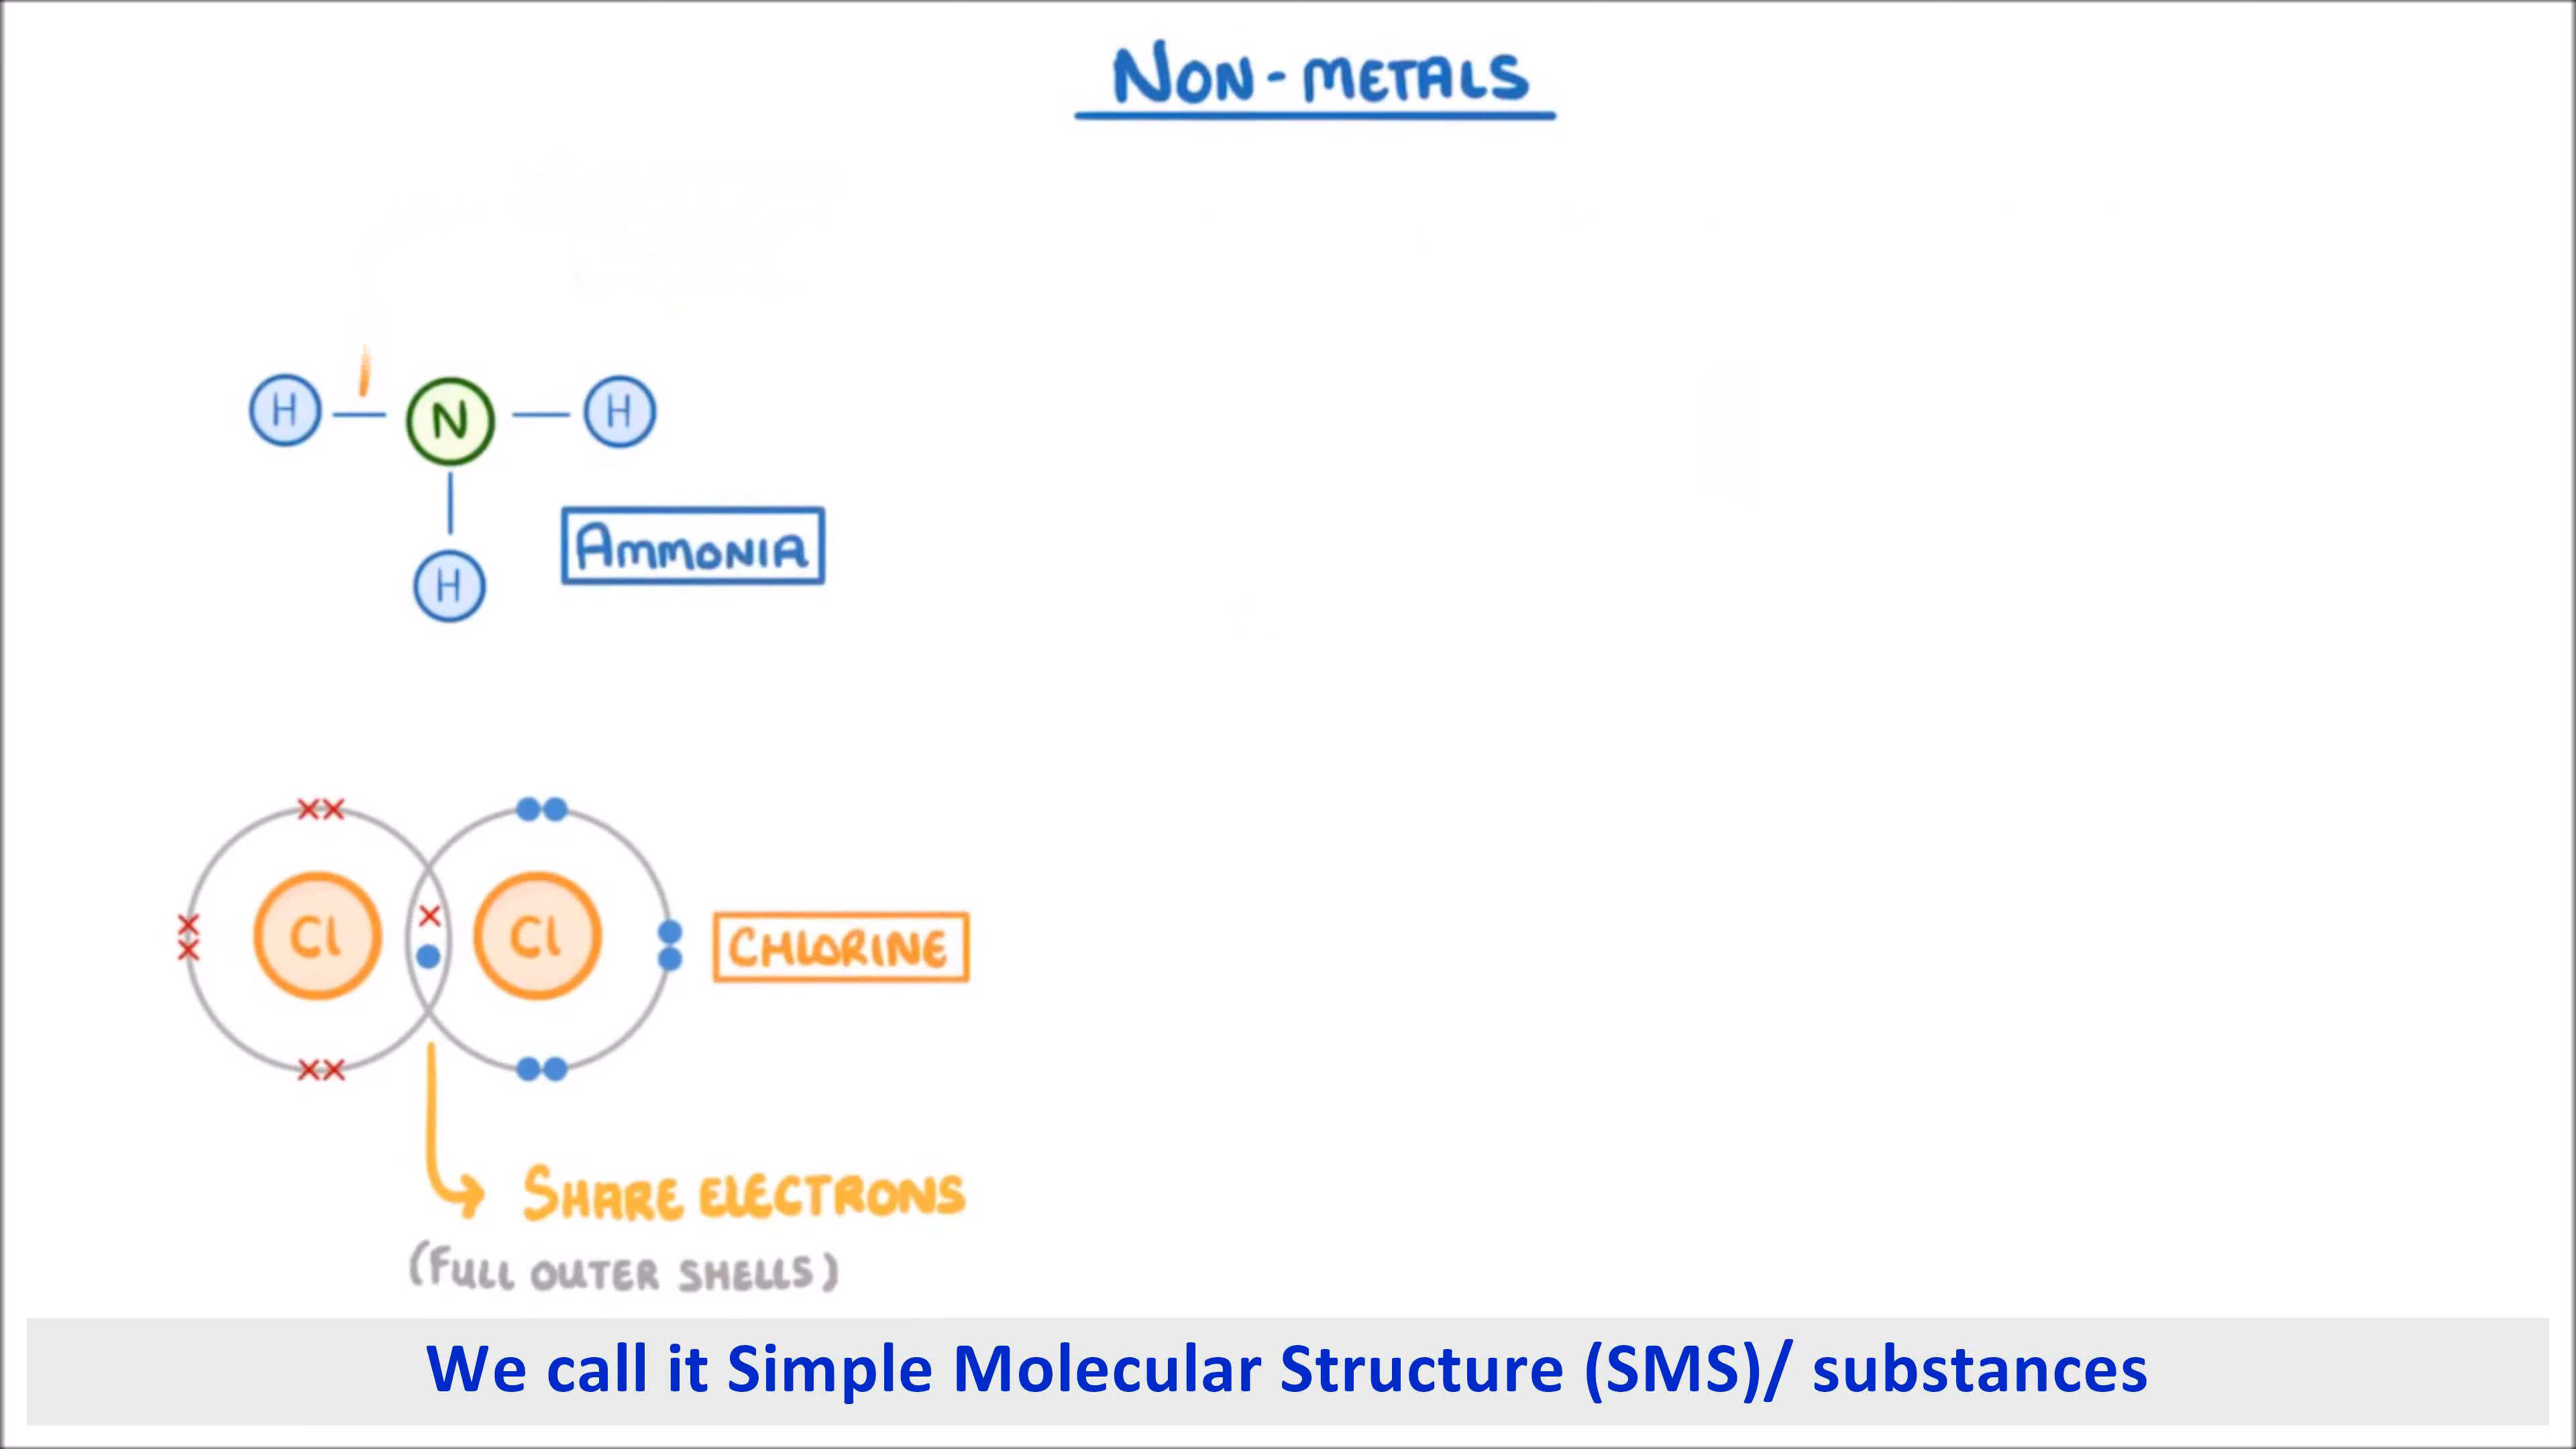 NON-METALS
H N H
H
AMMONIA
Cl Cl
CHLORINE
SHARE ELECTRONS
(FULL OUTER SHELLS)
We call it Simple Molecular Structure (SMS)/ substances